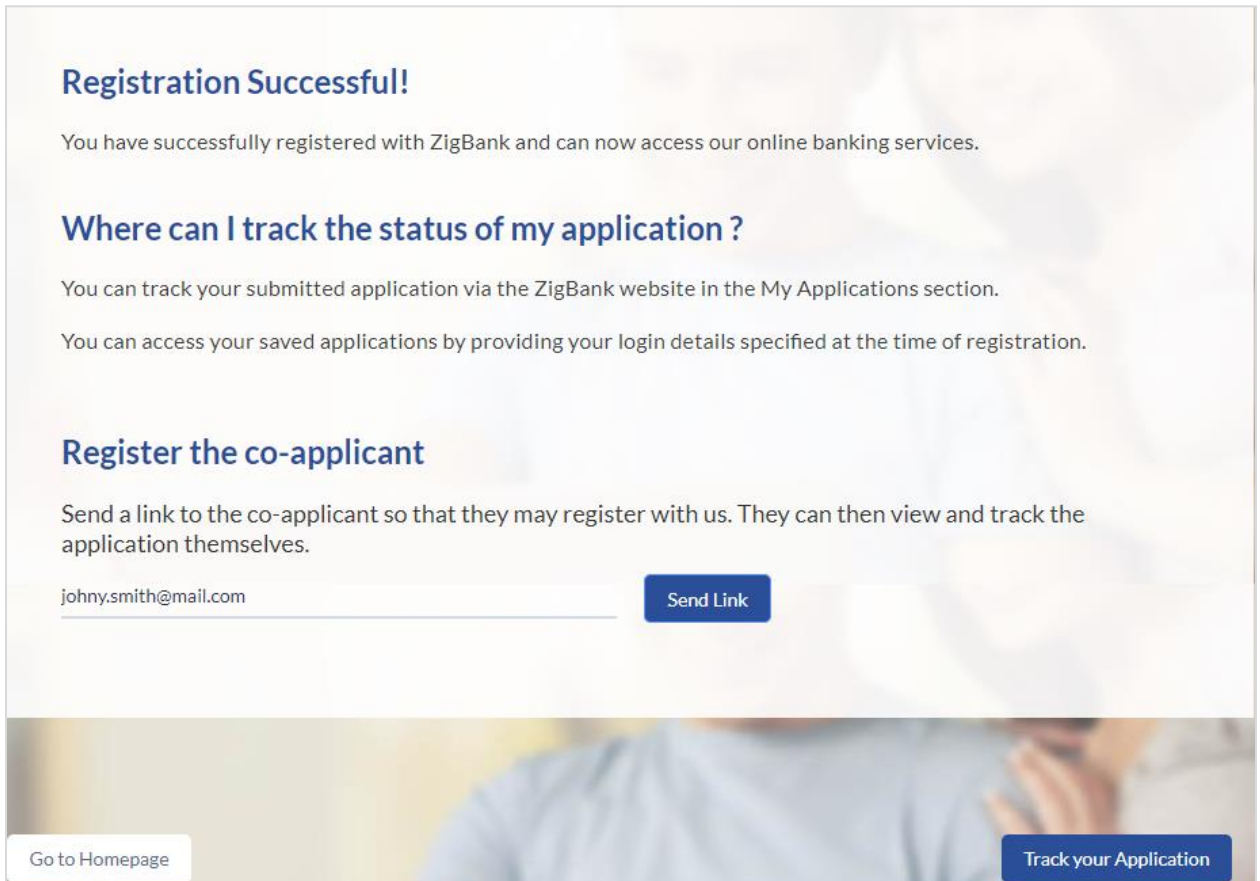 Registration Successful!
You have successfully registered with ZigBank and can now access our online banking services.
Where can I track the status of my application ?
You can track your submitted application via the ZigBank website in the My Applications section.
You can access your saved applications by providing your login details specified at the time of registration.
Register the co-applicant
Send a link to the co-applicant so that they may register with us. They can then view and track the
application themselves.
johny.smith@mail.com
Send Link
Go to Homepage
Track your Application